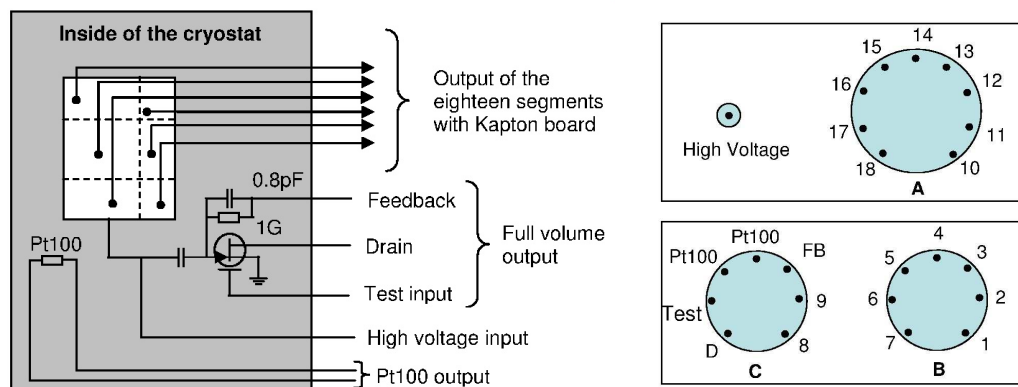 Inside of the cryostat
Output of the
eighteen segments
with Kapton board
0.8pF
Feedback
1G
Drain
Full volume
output
Pt100
Test input
High voltage input
Pt100 output
14
15
13
16
12
High Voltage
17
11
18
10
A
Pt100
Pt100
FB
Test
9
D
8
C
4
5
3
6
2
7
1
B